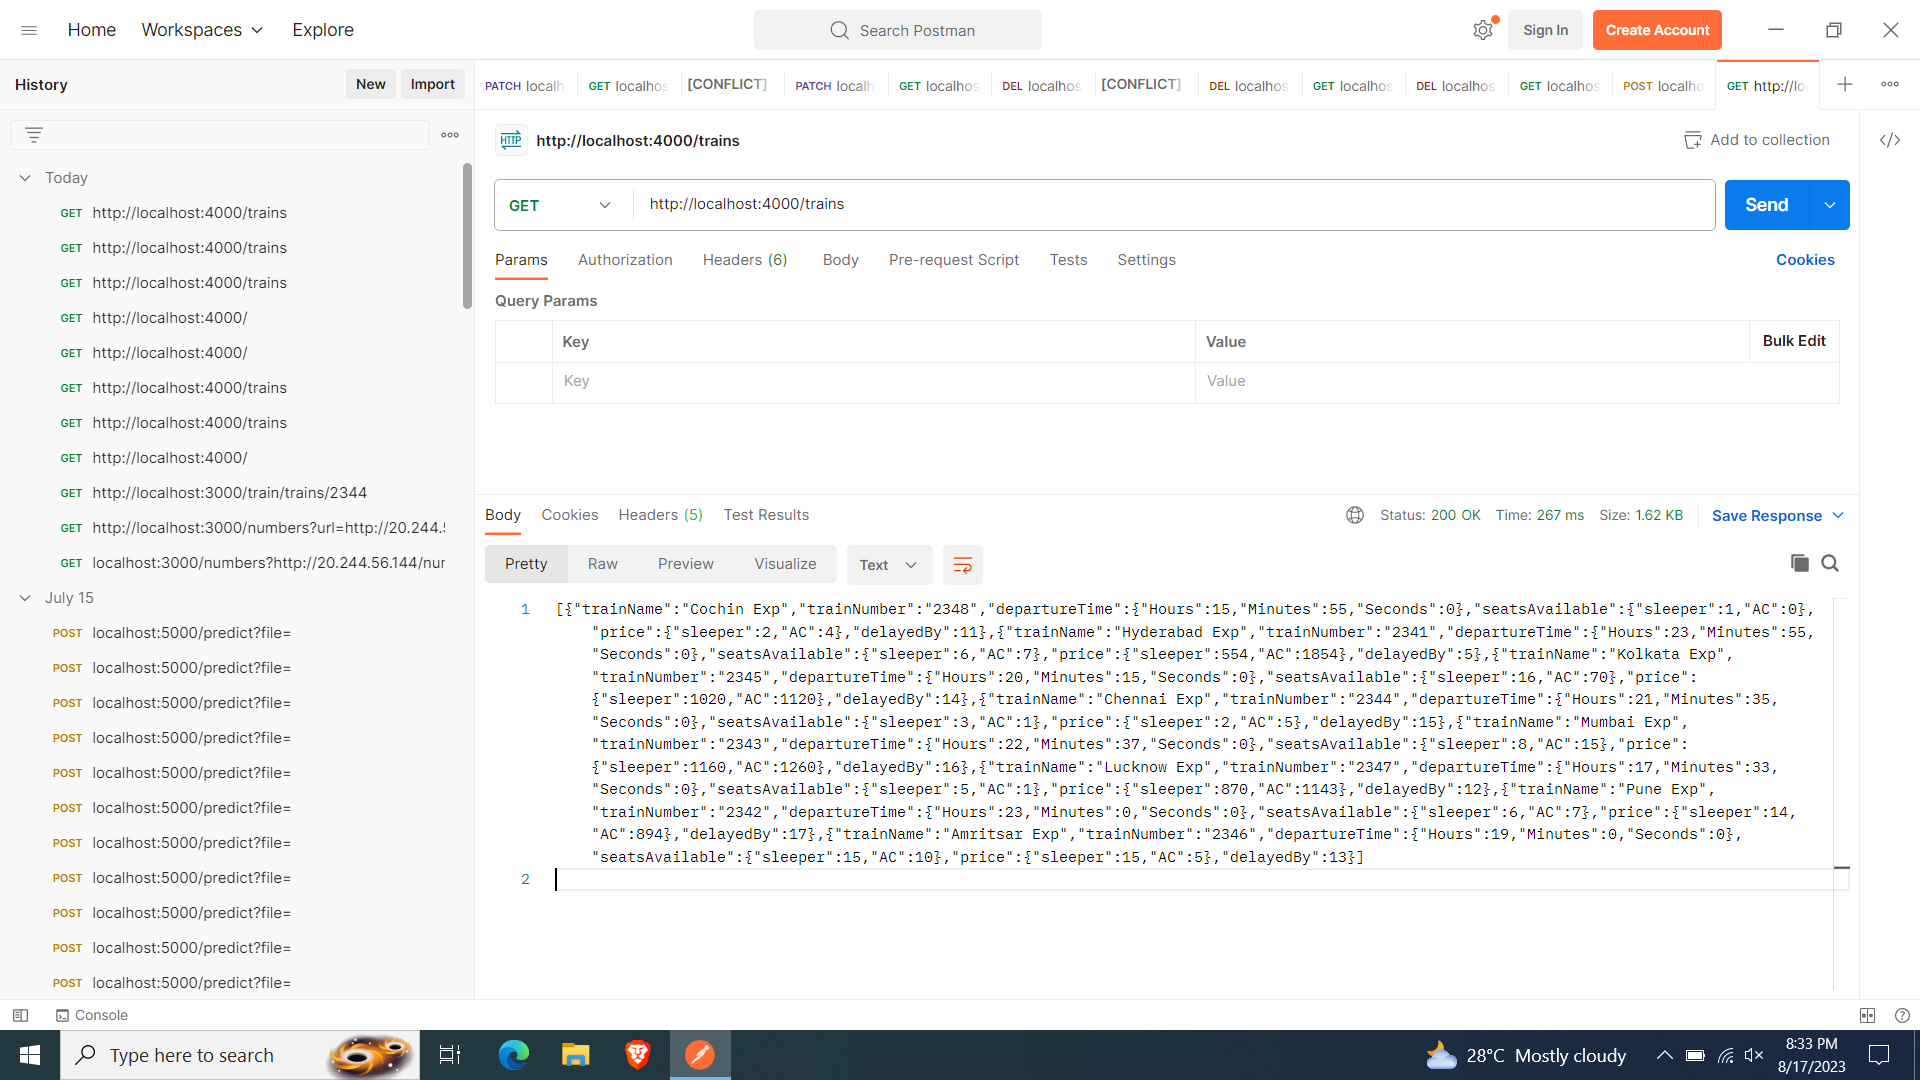 Home
Workspaces
Explore
Search Postman
Sign In
Create Account
History
New
Import
PATCH localh
GET localhos
[CONFLICT]
PATCH localh
GET localhos
DEL localhos
[CONFLICT]
DEL localhos
GET localhos
DEL localhos
GET localhos
POST localho
GET http://lo
Today
GET http://localhost:4000/trains
GET http://localhost:4000/trains
GET http://localhost:4000/trains
GET http://localhost:4000/
GET http://localhost:4000/
GET http://localhost:4000/trains
GET http://localhost:4000/trains
GET http://localhost:4000/
GET http://localhost:3000/train/trains/2344
GET http://localhost:3000/numbers?url=http://20.244.5
GET localhost:3000/numbers?http://20.244.56.144/nur
July 15
POST localhost:5000/predict?file=
POST localhost:5000/predict?file=
POST localhost:5000/predict?file=
POST localhost:5000/predict?file=
POST localhost:5000/predict?file=
POST localhost:5000/predict?file=
POST localhost:5000/predict?file=
POST localhost:5000/predict?file=
POST localhost:5000/predict?file=
POST localhost:5000/predict?file=
POST localhost:5000/predict?file=
HTTP http://localhost:4000/trains
Add to collection
GET
http://localhost:4000/trains
Send
Params
Authorization
Headers (6)
Body
Pre-request Script
Tests
Settings
Cookies
Query Params
Key
Value
Bulk Edit
Key
Value
Body
Cookies
Headers (5)
Test Results
Status: 200 OK
Time: 267 ms
Size: 1.62 KB
Save Response
Pretty
Raw
Preview
Visualize
Text
1 [{"trainName":"Cochin Exp","trainNumber":"2348","departureTime":{"Hours":15,"Minutes":55,"Seconds":0},"seatsAvailable":{"sleeper":1,"AC":0},
"price":{"sleeper":2,"AC":4},"delayedBy":11},{"trainName":"Hyderabad Exp","trainNumber":"2341","departureTime":{"Hours":23,"Minutes":55,
"Seconds":0},"seatsAvailable":{"sleeper":6,"AC":7},"price":{"sleeper":554,"AC":1854},"delayedBy":5},{"trainName":"Kolkata Exp",
"trainNumber":"2345","departureTime":{"Hours":20,"Minutes":15,"Seconds":0},"seatsAvailable":{"sleeper":16,"AC":70},"price":
{"sleeper":1020,"AC":1120},"delayedBy":14},{"trainName":"Chennai Exp","trainNumber":"2344","departureTime":{"Hours":21,"Minutes":35,
"Seconds":0},"seatsAvailable":{"sleeper":3,"AC":1},"price":{"sleeper":2,"AC":5},"delayedBy":15},{"trainName":"Mumbai Exp",
"trainNumber":"2343","departureTime":{"Hours":22,"Minutes":37,"Seconds":0},"seatsAvailable":{"sleeper":8,"AC":15},"price":
{"sleeper":1160,"AC":1260},"delayedBy":16},{"trainName":"Lucknow Exp","trainNumber":"2347","departureTime":{"Hours":17,"Minutes":33,
"Seconds":0},"seatsAvailable":{"sleeper":5,"AC":1},"price":{"sleeper":870,"AC":1143},"delayedBy":12},{"trainName":"Pune Exp",
"trainNumber":"2342","departureTime":{"Hours":23,"Minutes":0,"Seconds":0},"seatsAvailable":{"sleeper":6,"AC":7},"price":{"sleeper":14,
"AC":894},"delayedBy":17},{"trainName":"Amritsar Exp","trainNumber":"2346","departureTime":{"Hours":19,"Minutes":0,"Seconds":0},
"seatsAvailable":{"sleeper":15,"AC":10},"price":{"sleeper":15,"AC":5},"delayedBy":13}]
2
Console
Type here to search
28°C Mostly cloudy
8:33 PM
8/17/2023